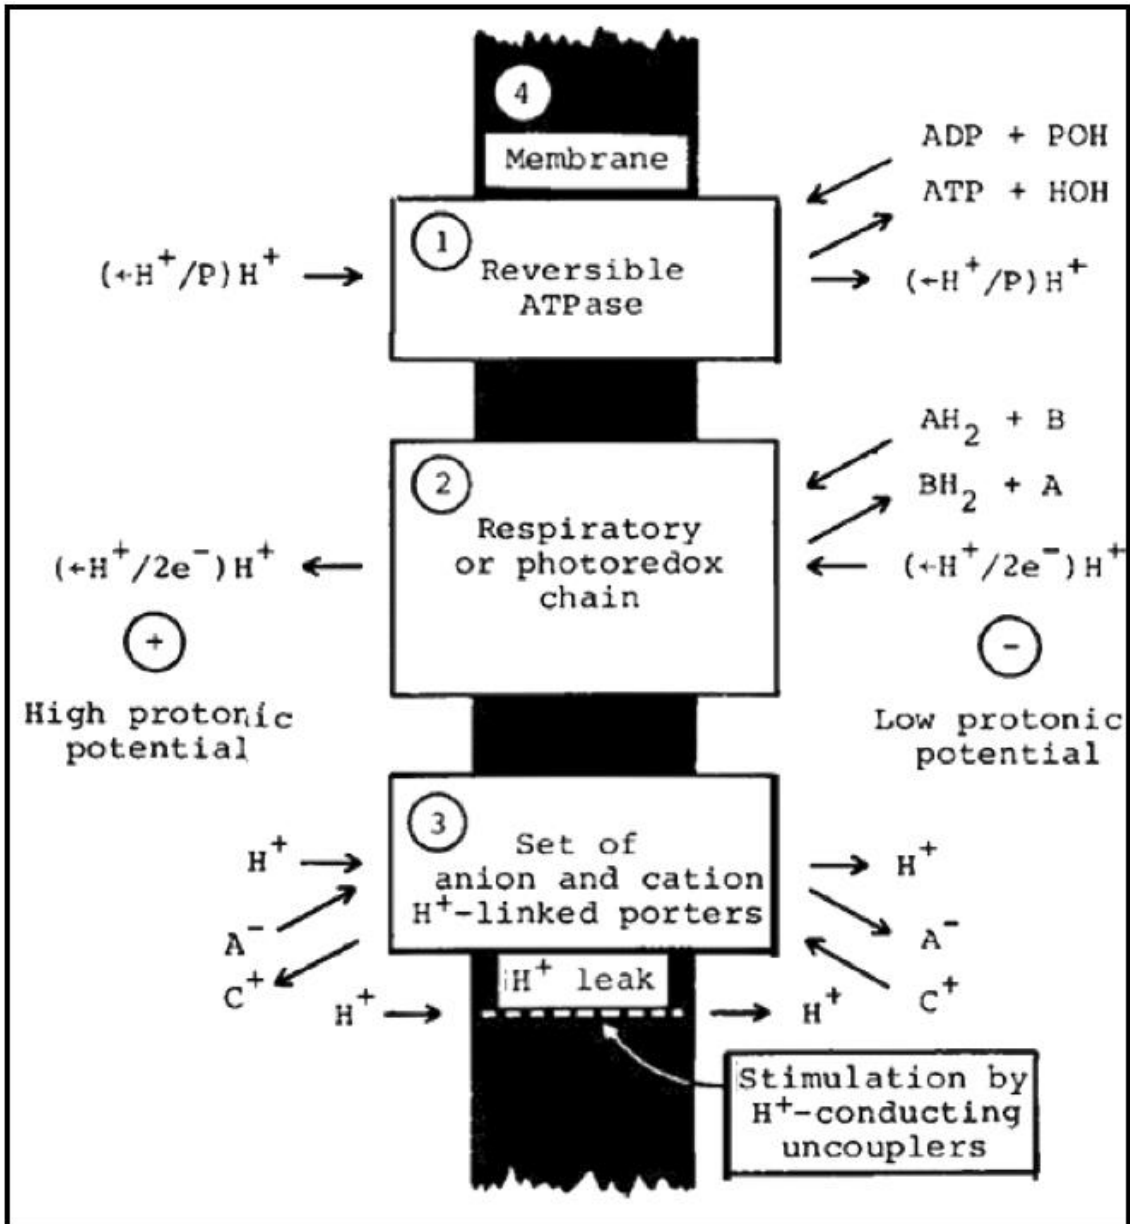 4
Membrane
ADP + POH
ATP + HOH
1
(←H⁺/P)H⁺
Reversible
ATPase
(←H⁺/P)H⁺
AH₂ + B
BH₂ + A
2
Respiratory
or photoredox
chain
(←H⁺/2e⁻)H⁺
(←H⁺/2e⁻)H⁺
+
-
High protonic
potential
Low protonic
potential
3
Set of
anion and cation
H⁺-linked porters
H⁺
H⁺
A⁻
A⁻
C⁺
C⁺
H⁺ leak
H⁺
H⁺
Stimulation by
H⁺-conducting
uncouplers